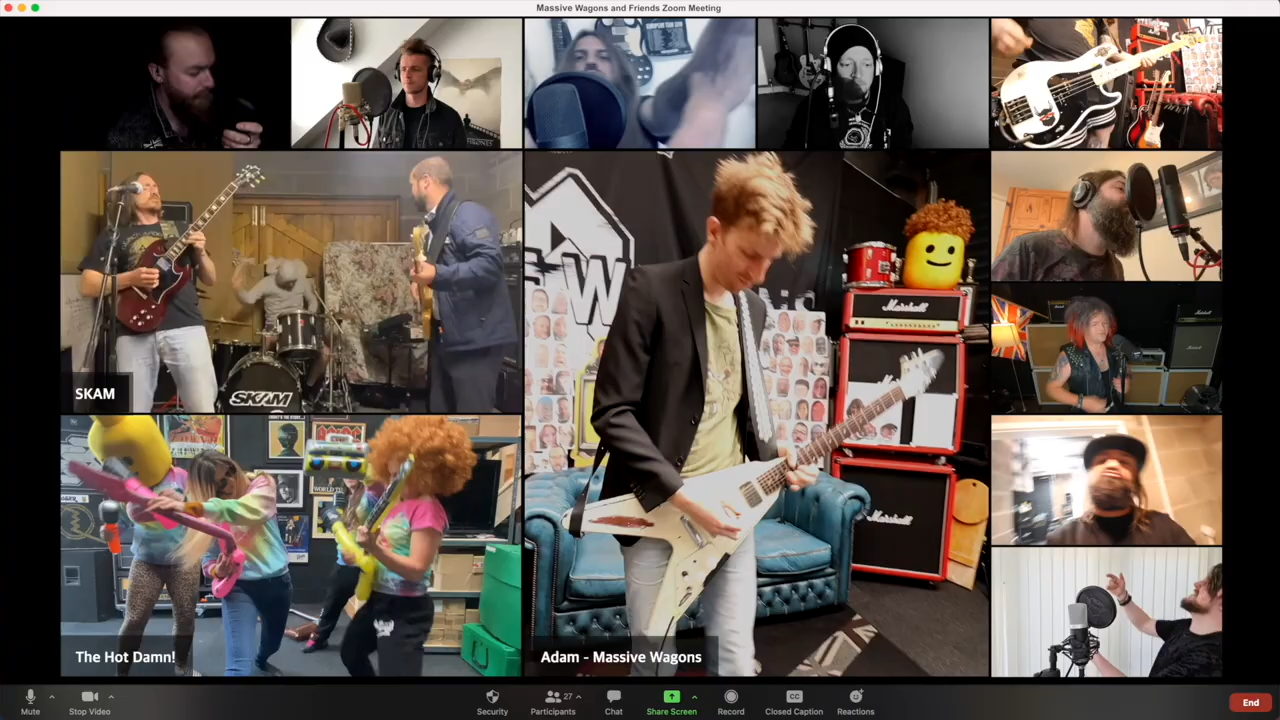 Massive Wagons and Friends Zoom Meeting
SKAM
SKAM
W
Marshall
Marshall
Marshall
The Hot Damn!
Adam - Massive Wagons
Mute
Stop Video
Security
Participants
27
Chat
Share Screen
Record
CC
Closed Caption
Reactions
End